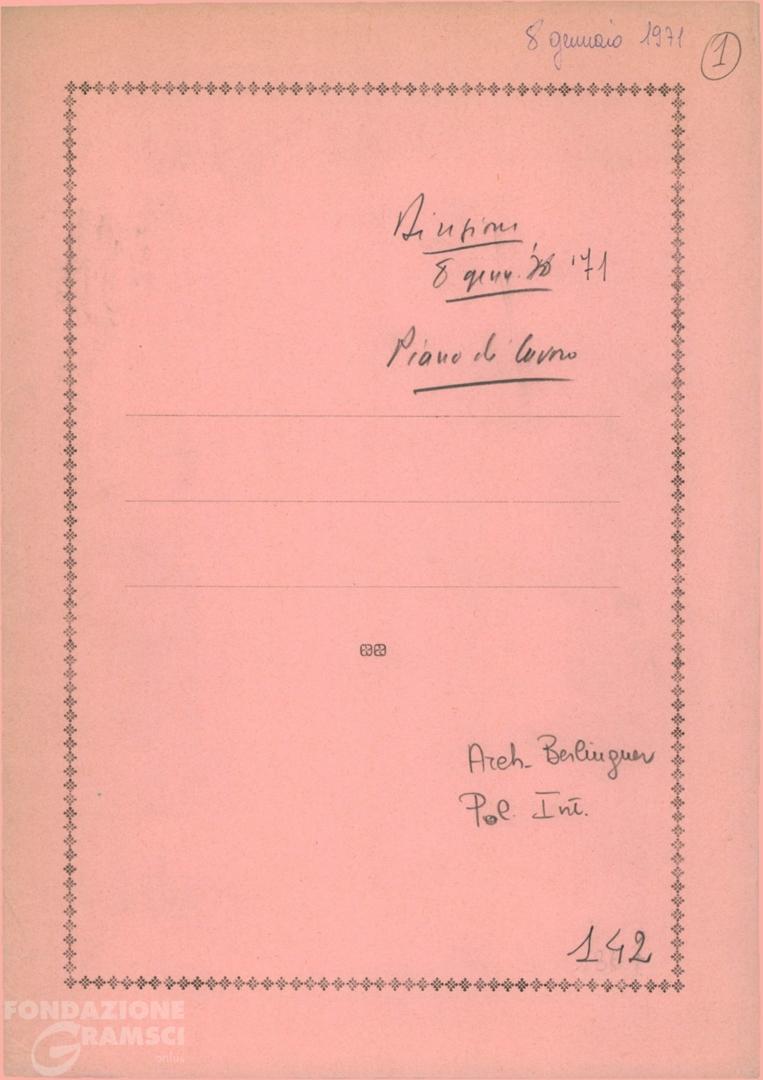 8 gennaio 1971
1
Direzione
8 genn. '70 '71
Piano di lavoro
Arch. Berlinguer
Pol. Int.
142
FONDAZIONE
GRAMSCI
onlus